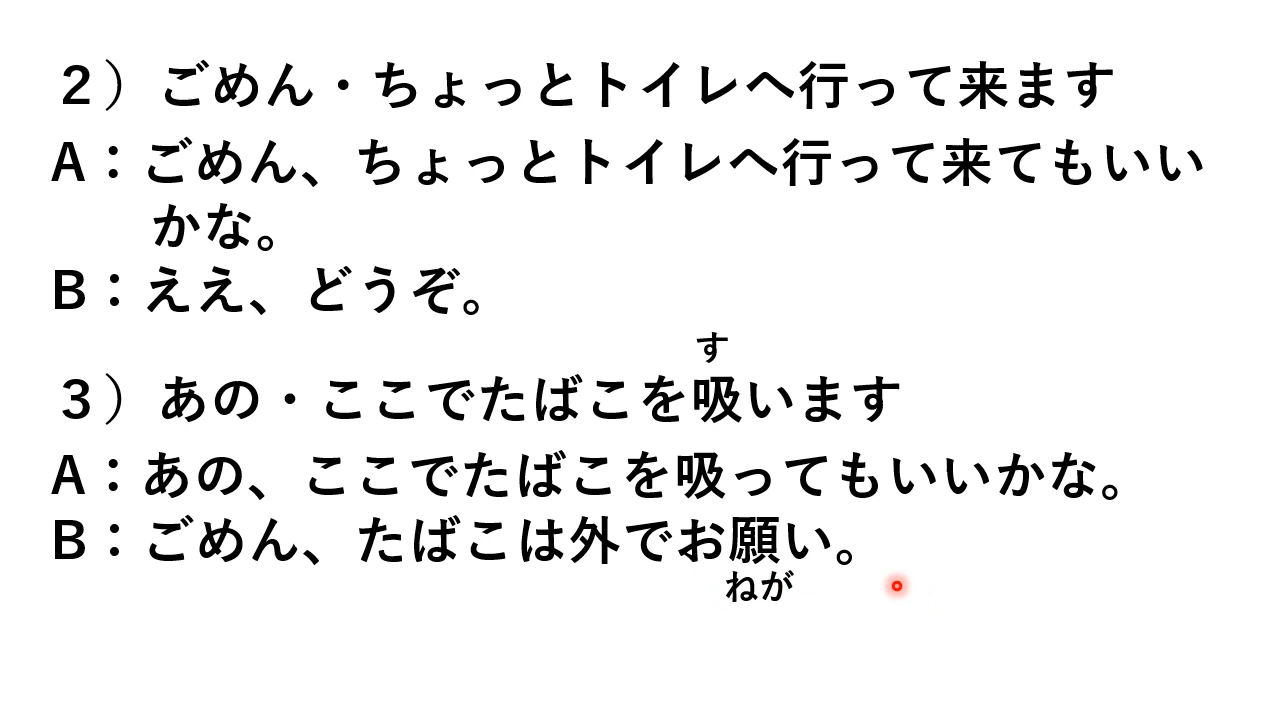 ２）ごめん・ちょっとトイレへ行って来ます
A：ごめん、ちょっとトイレへ行って来てもいい
かな。
B：ええ、どうぞ。
す
３）あの・ここでたばこを吸います
A：あの、ここでたばこを吸ってもいいかな。
B：ごめん、たばこは外でお願い。
ねが